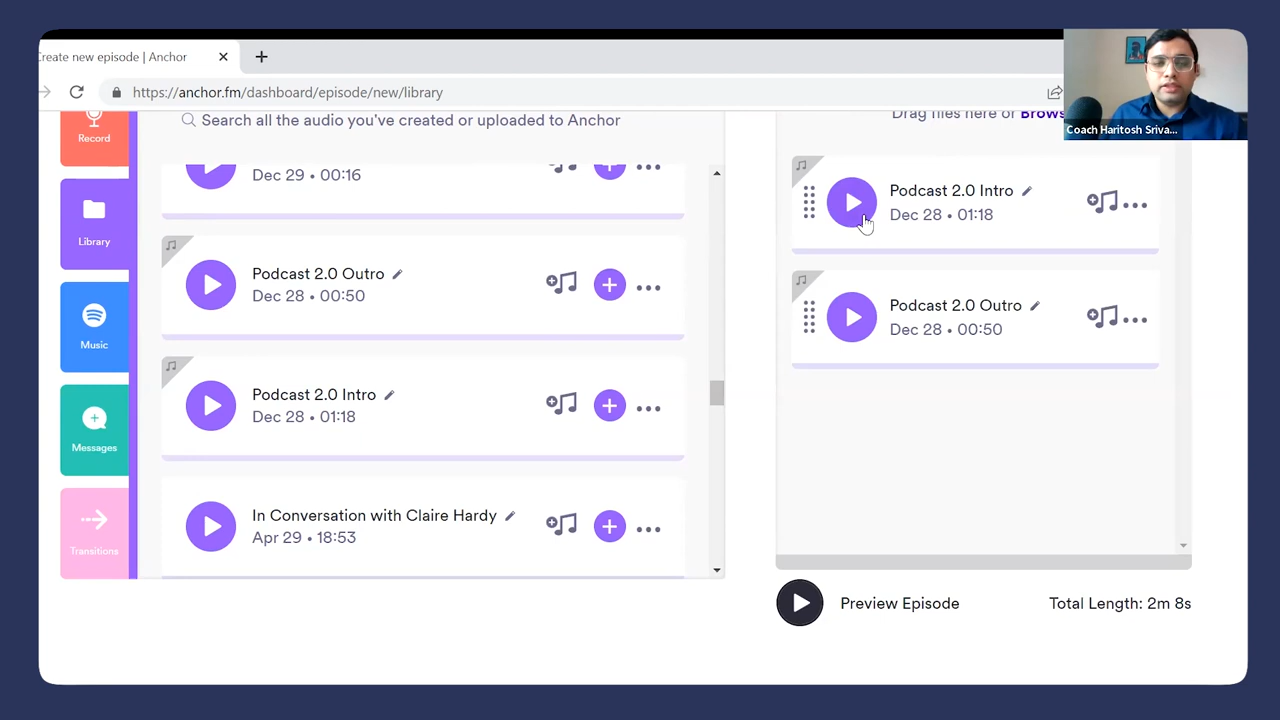 Create new episode | Anchor
https://anchor.fm/dashboard/episode/new/library
Coach Haritosh Sriva...
Record
Library
Music
Messages
Transitions
Search all the audio you've created or uploaded to Anchor
Dec 29 • 00:16
Podcast 2.0 Outro
Dec 28 • 00:50
Podcast 2.0 Intro
Dec 28 • 01:18
In Conversation with Claire Hardy
Apr 29 • 18:53
Drag files here or Brows
Podcast 2.0 Intro
Dec 28 • 01:18
Podcast 2.0 Outro
Dec 28 • 00:50
Preview Episode
Total Length: 2m 8s